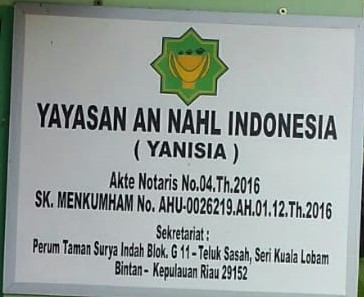 YAYASAN AN NAHL INDONESIA
( YANISIA )
Akte Notaris No.04.Th.2016
SK. MENKUMHAM No. AHU-0026219.AH.01.12.Th.2016
Sekretariat :
Perum Taman Surya Indah Blok. G 11 - Teluk Sasah, Seri Kuala Lobam
Bintan - Kepulauan Riau 29152